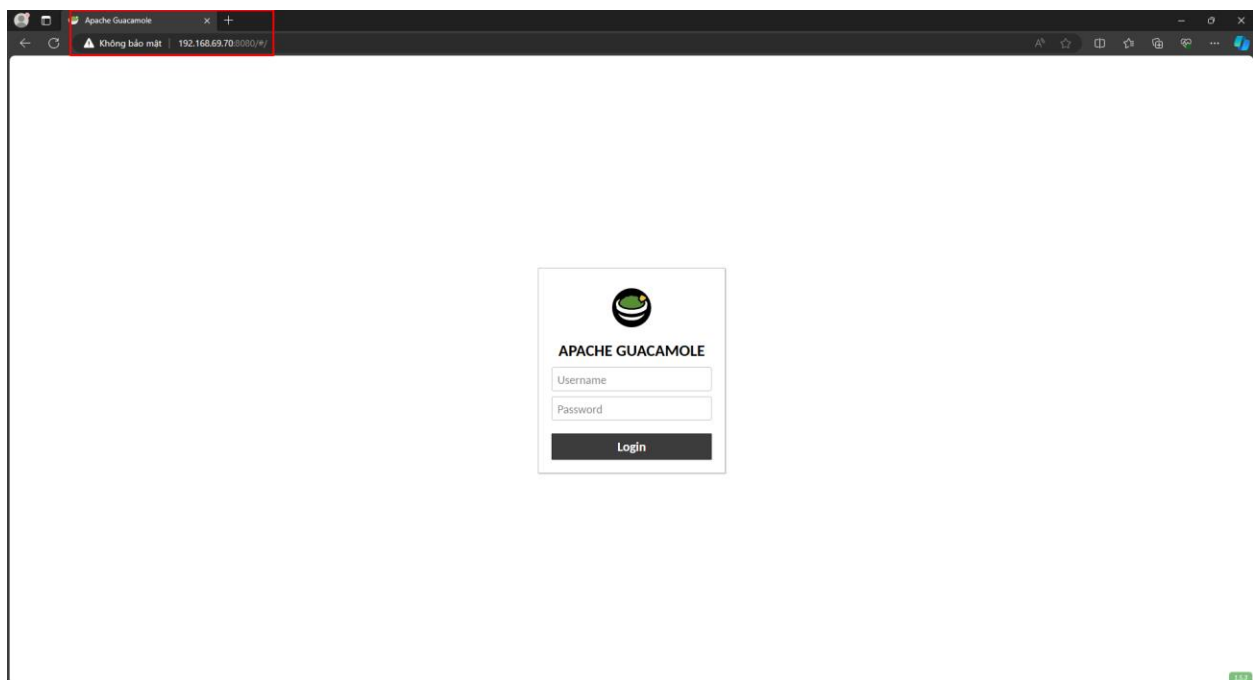 Apache Guacamole
Không bảo mật | 192.168.69.70:8080/#/
APACHE GUACAMOLE
Username
Password
Login